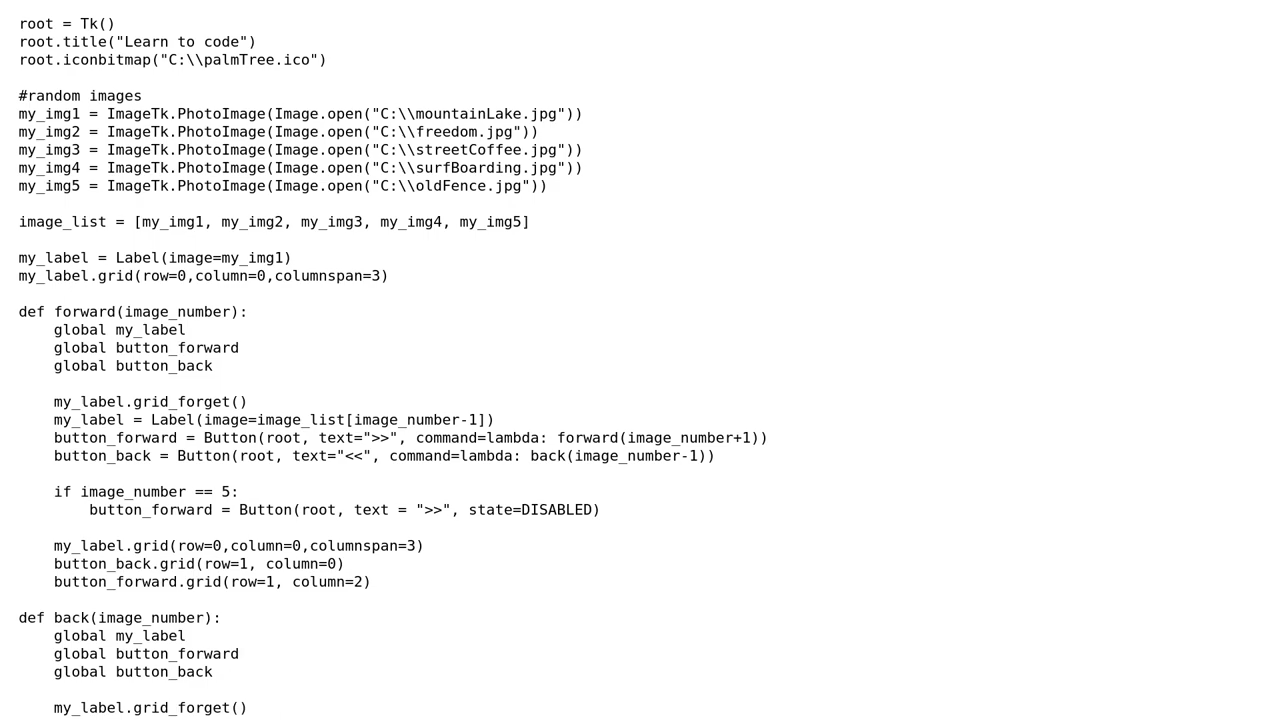 root = Tk()
root.title("Learn to code")
root.iconbitmap("C:\\palmTree.ico")

#random images
my_img1 = ImageTk.PhotoImage(Image.open("C:\\mountainLake.jpg"))
my_img2 = ImageTk.PhotoImage(Image.open("C:\\freedom.jpg"))
my_img3 = ImageTk.PhotoImage(Image.open("C:\\streetCoffee.jpg"))
my_img4 = ImageTk.PhotoImage(Image.open("C:\\surfBoarding.jpg"))
my_img5 = ImageTk.PhotoImage(Image.open("C:\\oldFence.jpg"))

image_list = [my_img1, my_img2, my_img3, my_img4, my_img5]

my_label = Label(image=my_img1)
my_label.grid(row=0,column=0,columnspan=3)

def forward(image_number):
    global my_label
    global button_forward
    global button_back

    my_label.grid_forget()
    my_label = Label(image=image_list[image_number-1])
    button_forward = Button(root, text=">>", command=lambda: forward(image_number+1))
    button_back = Button(root, text="<<", command=lambda: back(image_number-1))

    if image_number == 5:
        button_forward = Button(root, text = ">>", state=DISABLED)

    my_label.grid(row=0,column=0,columnspan=3)
    button_back.grid(row=1, column=0)
    button_forward.grid(row=1, column=2)

def back(image_number):
    global my_label
    global button_forward
    global button_back

    my_label.grid_forget()